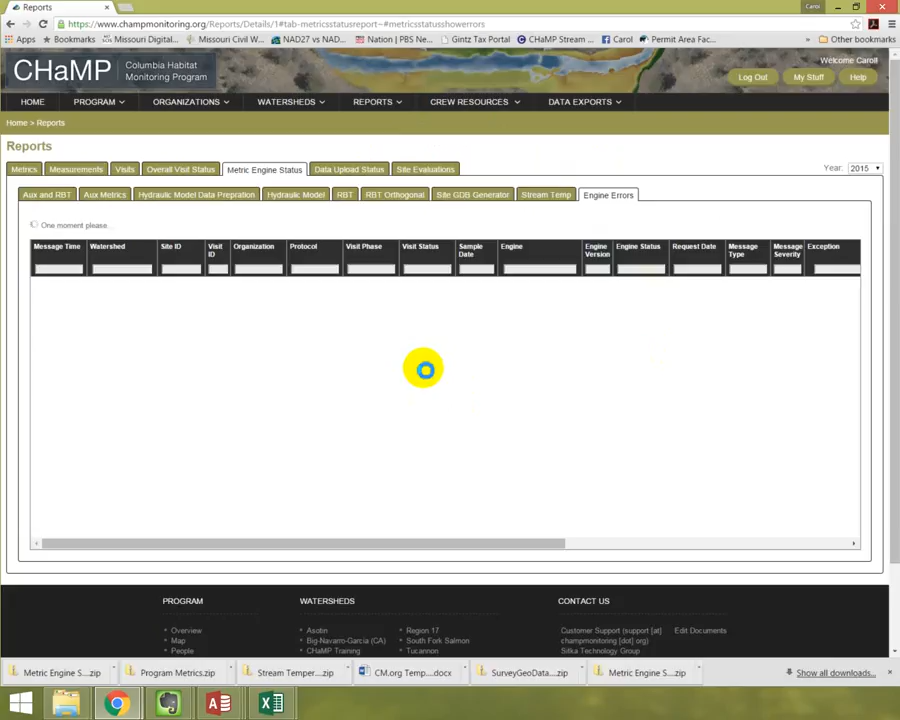 Reports
Carol
https://www.champmonitoring.org/Reports/Details/1#tab-metricsstatusreport~#metricsstatusshowerrors
Apps Bookmarks Missouri Digital... Missouri Civil W... NAD27 vs NAD... Nation | PBS Ne... Gintz Tax Portal CHaMP Stream ... Carol Permit Area Fac... » Other bookmarks
CHaMP Columbia Habitat Monitoring Program
Welcome Carol!
Log Out My Stuff Help
HOME PROGRAM ORGANIZATIONS WATERSHEDS REPORTS CREW RESOURCES DATA EXPORTS
Home > Reports
Reports
Metrics Measurements Visits Overall Visit Status Metric Engine Status Data Upload Status Site Evaluations Year: 2015
Aux and RBT Aux Metrics Hydraulic Model Data Prepration Hydraulic Model RBT RBT Orthogonal Site GDB Generator Stream Temp Engine Errors
One moment please...
Message Time Watershed Site ID Visit ID Organization Protocol Visit Phase Visit Status Sample Date Engine Engine Version Engine Status Request Date Message Type Message Severity Exception
PROGRAM WATERSHEDS CONTACT US
Overview Asotin Region 17 Customer Support (support [at] Edit Documents
Map Big-Navarro-Garcia (CA) South Fork Salmon champmonitoring [dot] org)
People CHaMP Training Tucannon Sitka Technology Group
Metric Engine S....zip Program Metrics.zip Stream Temper....zip CM.org Temp....docx SurveyGeoData....zip Metric Engine S....zip Show all downloads...